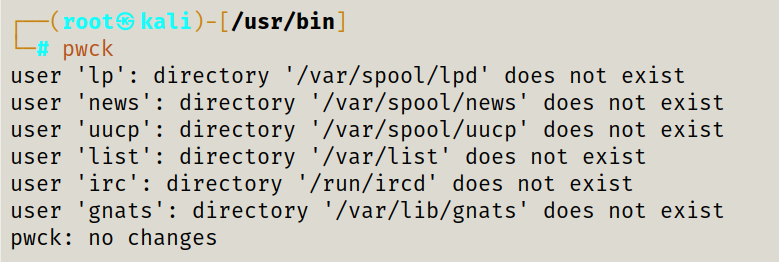 ┌──(root㉿kali)-[/usr/bin]
└─# pwck
user 'lp': directory '/var/spool/lpd' does not exist
user 'news': directory '/var/spool/news' does not exist
user 'uucp': directory '/var/spool/uucp' does not exist
user 'list': directory '/var/list' does not exist
user 'irc': directory '/run/ircd' does not exist
user 'gnats': directory '/var/lib/gnats' does not exist
pwck: no changes